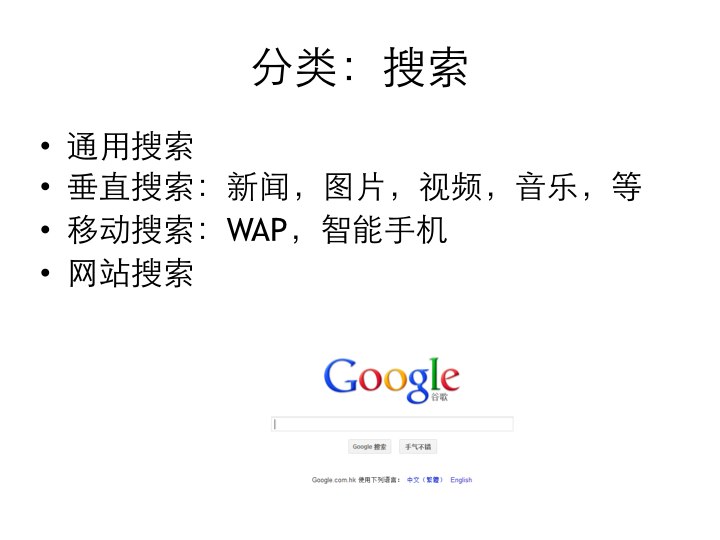 分类：搜索
• 通用搜索
• 垂直搜索：新闻，图片，视频，音乐，等
• 移动搜索：WAP，智能手机
• 网站搜索
Google
谷歌
Google 搜索 手气不错
Google.com.hk 使用下列语言： 中文（繁體） English